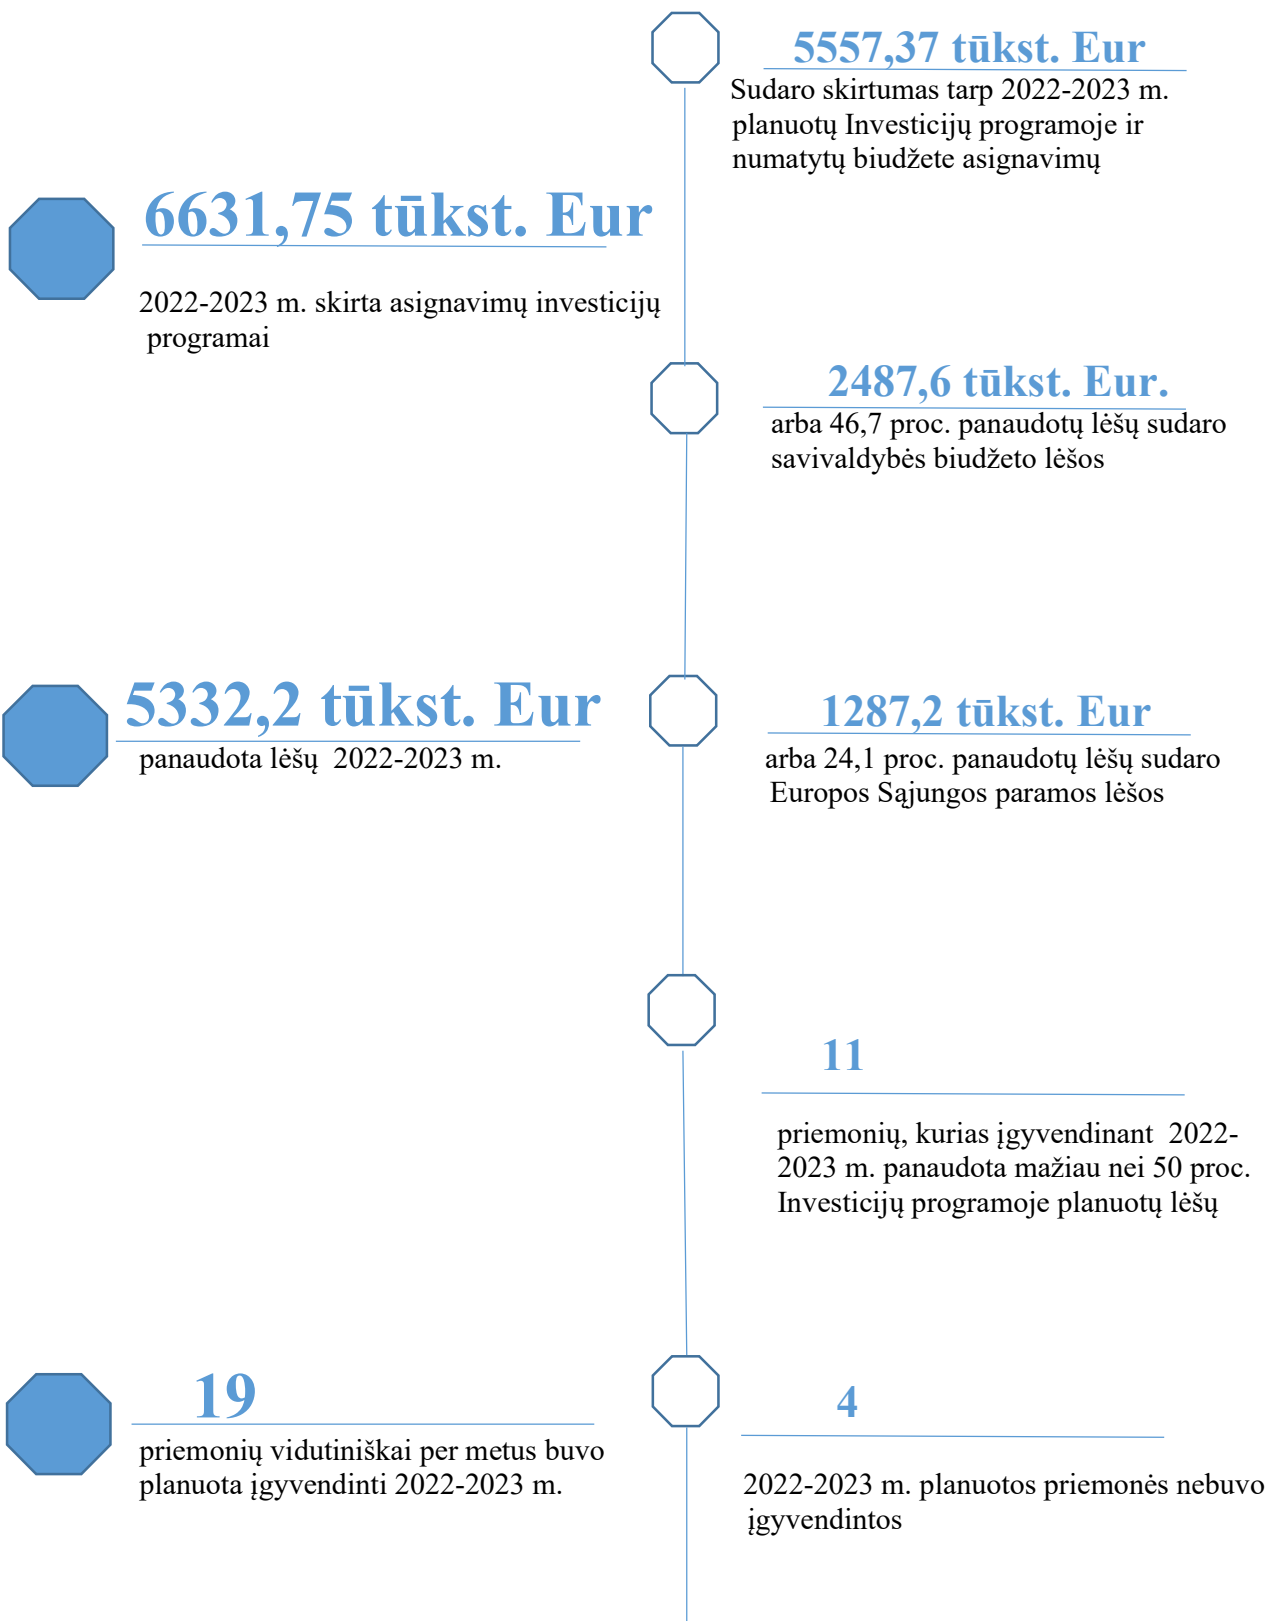 5557,37 tūkst. Eur
Sudaro skirtumas tarp 2022-2023 m.
planuotų Investicijų programoje ir
numatytų biudžete asignavimų
6631,75 tūkst. Eur
2022-2023 m. skirta asignavimų investicijų
programai
2487,6 tūkst. Eur.
arba 46,7 proc. panaudotų lėšų sudaro
savivaldybės biudžeto lėšos
5332,2 tūkst. Eur
panaudota lėšų 2022-2023 m.
1287,2 tūkst. Eur
arba 24,1 proc. panaudotų lėšų sudaro
Europos Sąjungos paramos lėšos
11
priemonių, kurias įgyvendinant 2022-
2023 m. panaudota mažiau nei 50 proc.
Investicijų programoje planuotų lėšų
19
priemonių vidutiniškai per metus buvo
planuota įgyvendinti 2022-2023 m.
4
2022-2023 m. planuotos priemonės nebuvo
įgyvendintos